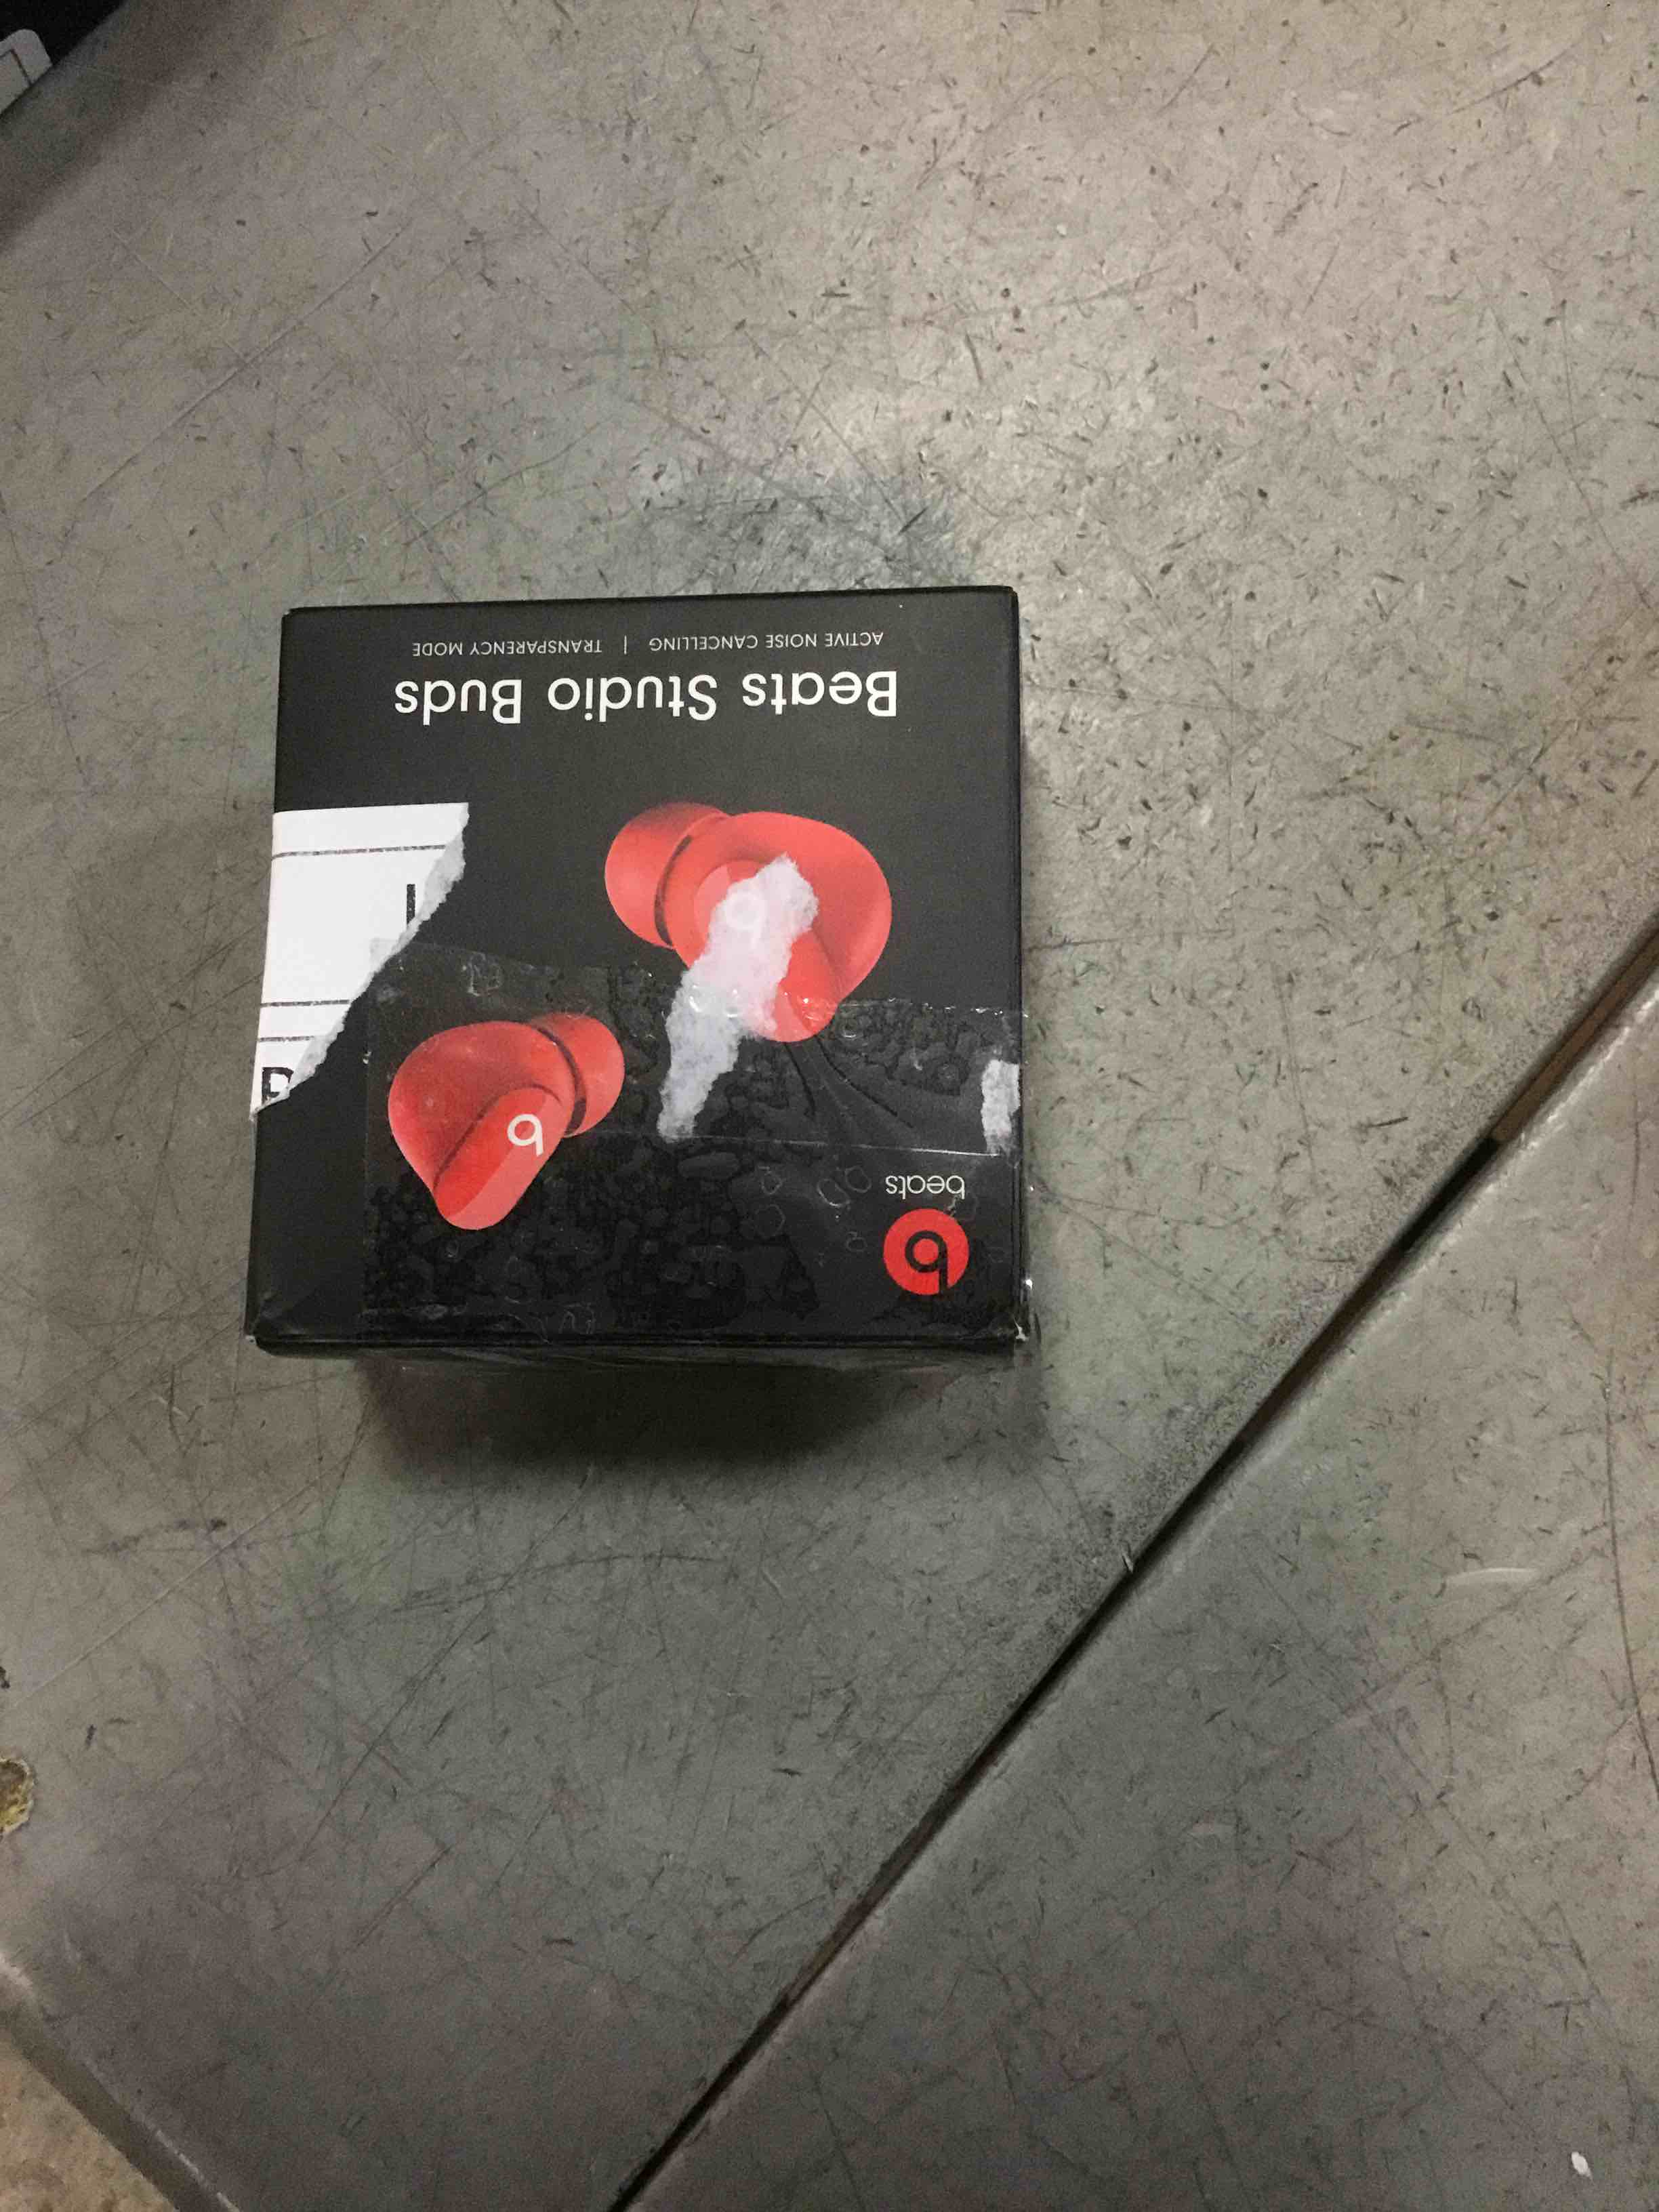 beats
Beats Studio Buds
ACTIVE NOISE CANCELLING | TRANSPARENCY MODE